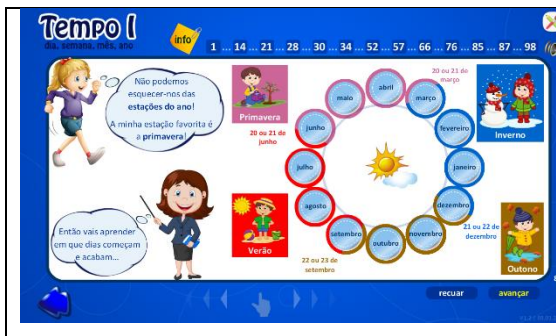 Tempo I
dia, semana, mês, ano
info
1 ... 14 ... 21 ... 28 ... 30 ... 34 ... 52 ... 57 ... 66 ... 76 ... 85 ... 87 ... 98
Não podemos
esquecer-nos das
estações do ano!
A minha estação favorita é
a primavera!
Primavera
20 ou 21 de
março
Inverno
abril
março
fevereiro
janeiro
dezembro
novembro
outubro
setembro
agosto
julho
junho
maio
20 ou 21 de
junho
Verão
22 ou 23 de
setembro
21 ou 22 de
dezembro
Outono
Então vais aprender
em que dias começam
e acabam...
recuar
avançar